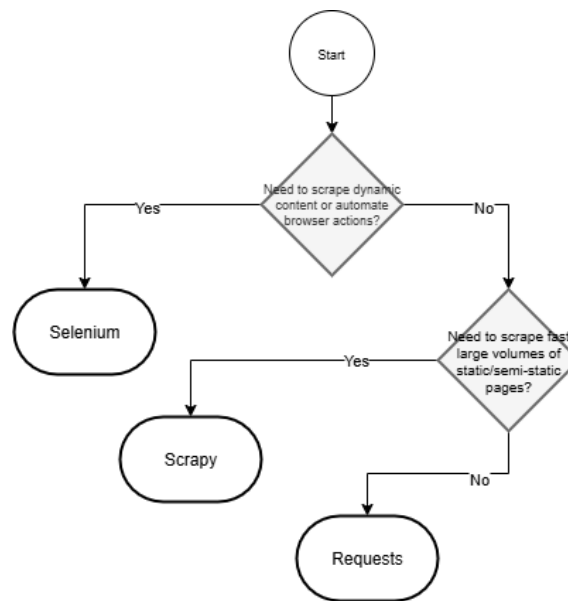 Start
Need to scrape dynamic
content or automate
browser actions?
Yes
No
Selenium
Need to scrape fast
large volumes of
static/semi-static
pages?
Yes
Scrapy
No
Requests